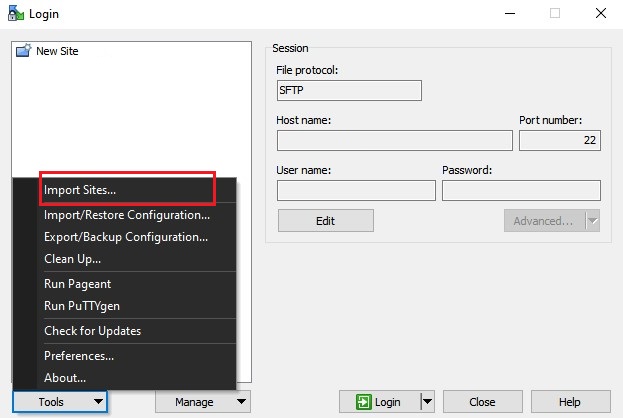 Login
New Site
Session
File protocol:
SFTP
Host name:
Port number:
22
User name:
Password:
Edit
Advanced...
Import Sites...
Import/Restore Configuration...
Export/Backup Configuration...
Clean Up...
Run Pageant
Run PuTTYgen
Check for Updates
Preferences...
About...
Tools
Manage
Login
Close
Help